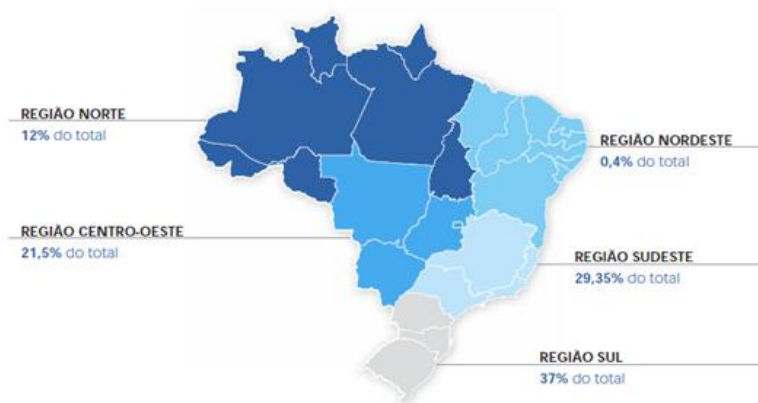 REGIÃO NORTE
12% do total
REGIÃO NORDESTE
0,4% do total
REGIÃO CENTRO-OESTE
21,5% do total
REGIÃO SUDESTE
29,35% do total
REGIÃO SUL
37% do total